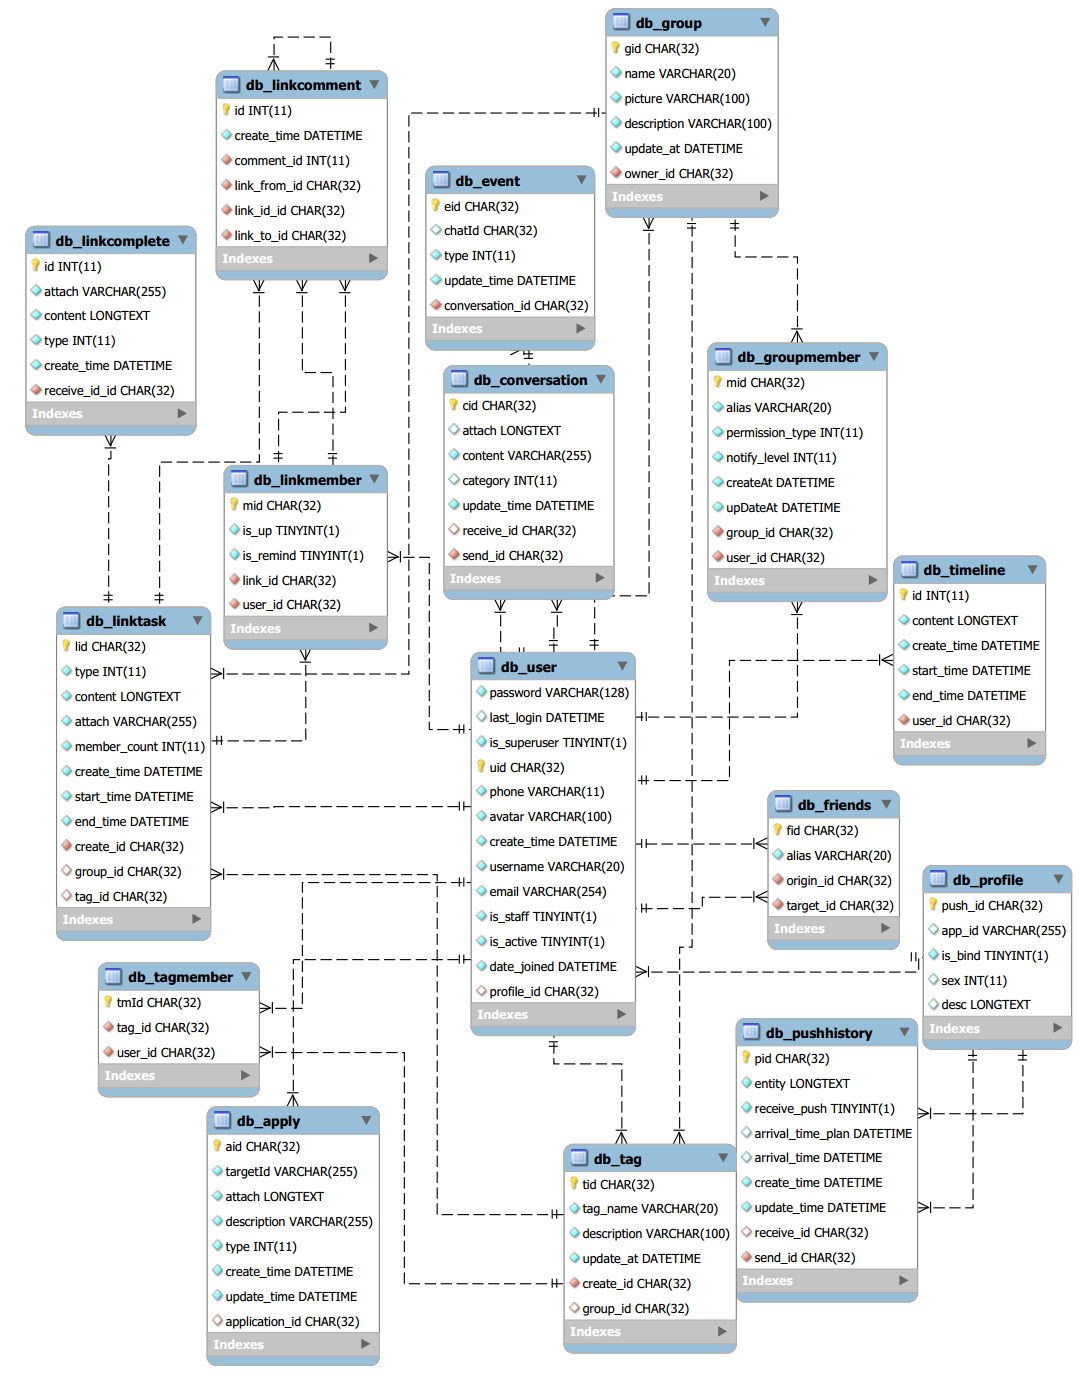 db_group
gid CHAR(32)
name VARCHAR(20)
picture VARCHAR(100)
description VARCHAR(100)
update_at DATETIME
owner_id CHAR(32)
Indexes
db_linkcomment
id INT(11)
create_time DATETIME
comment_id INT(11)
link_from_id CHAR(32)
link_id_id CHAR(32)
link_to_id CHAR(32)
Indexes
db_event
eid CHAR(32)
chatId CHAR(32)
type INT(11)
update_time DATETIME
conversation_id CHAR(32)
Indexes
db_linkcomplete
id INT(11)
attach VARCHAR(255)
content LONGTEXT
type INT(11)
create_time DATETIME
receive_id_id CHAR(32)
Indexes
db_groupmember
mid CHAR(32)
alias VARCHAR(20)
permission_type INT(11)
notify_level INT(11)
createAt DATETIME
upDateAt DATETIME
group_id CHAR(32)
user_id CHAR(32)
Indexes
db_conversation
cid CHAR(32)
attach LONGTEXT
content VARCHAR(255)
category INT(11)
update_time DATETIME
receive_id CHAR(32)
send_id CHAR(32)
Indexes
db_linkmember
mid CHAR(32)
is_up TINYINT(1)
is_remind TINYINT(1)
link_id CHAR(32)
user_id CHAR(32)
Indexes
db_timeline
id INT(11)
content LONGTEXT
create_time DATETIME
start_time DATETIME
end_time DATETIME
user_id CHAR(32)
Indexes
db_linktask
lid CHAR(32)
type INT(11)
content LONGTEXT
attach VARCHAR(255)
member_count INT(11)
create_time DATETIME
start_time DATETIME
end_time DATETIME
create_id CHAR(32)
group_id CHAR(32)
tag_id CHAR(32)
Indexes
db_user
password VARCHAR(128)
last_login DATETIME
is_superuser TINYINT(1)
uid CHAR(32)
phone VARCHAR(11)
avatar VARCHAR(100)
create_time DATETIME
username VARCHAR(20)
email VARCHAR(254)
is_staff TINYINT(1)
is_active TINYINT(1)
date_joined DATETIME
profile_id CHAR(32)
Indexes
db_friends
fid CHAR(32)
alias VARCHAR(20)
origin_id CHAR(32)
target_id CHAR(32)
Indexes
db_profile
push_id CHAR(32)
app_id VARCHAR(255)
is_bind TINYINT(1)
sex INT(11)
desc LONGTEXT
Indexes
db_tagmember
tmId CHAR(32)
tag_id CHAR(32)
user_id CHAR(32)
Indexes
db_pushhistory
pid CHAR(32)
entity LONGTEXT
receive_push TINYINT(1)
arrival_time_plan DATETIME
arrival_time DATETIME
create_time DATETIME
update_time DATETIME
receive_id CHAR(32)
send_id CHAR(32)
Indexes
db_apply
aid CHAR(32)
targetId VARCHAR(255)
attach LONGTEXT
description VARCHAR(255)
type INT(11)
create_time DATETIME
update_time DATETIME
application_id CHAR(32)
Indexes
db_tag
tid CHAR(32)
tag_name VARCHAR(20)
description VARCHAR(100)
update_at DATETIME
create_id CHAR(32)
group_id CHAR(32)
Indexes